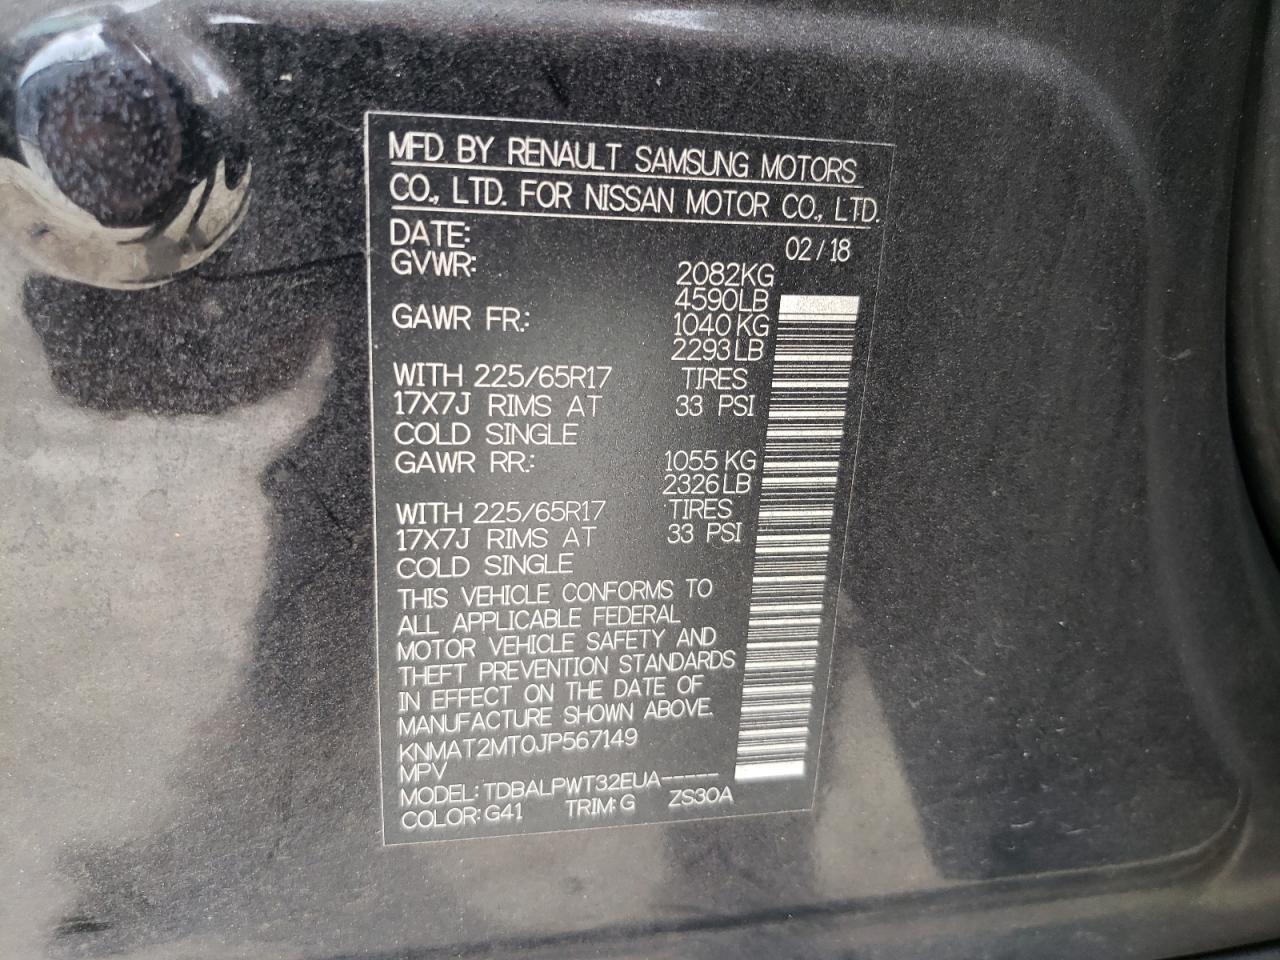 MFD BY RENAULT SAMSUNG MOTORS
CO., LTD. FOR NISSAN MOTOR CO., LTD.
DATE: 02/18
GVWR: 2082KG
4590LB
GAWR FR: 1040KG
2293LB
WITH 225/65R17 TIRES
17X7J RIMS AT 33 PSI
COLD SINGLE
GAWR RR: 1055KG
2326LB
WITH 225/65R17 TIRES
17X7J RIMS AT 33 PSI
COLD SINGLE
THIS VEHICLE CONFORMS TO
ALL APPLICABLE FEDERAL
MOTOR VEHICLE SAFETY AND
THEFT PREVENTION STANDARDS
IN EFFECT ON THE DATE OF
MANUFACTURE SHOWN ABOVE.
KNMAT2MT0JP567149
MPV
MODEL: TDBALPWT32EUA-----
COLOR: G41 TRIM: G ZS30A